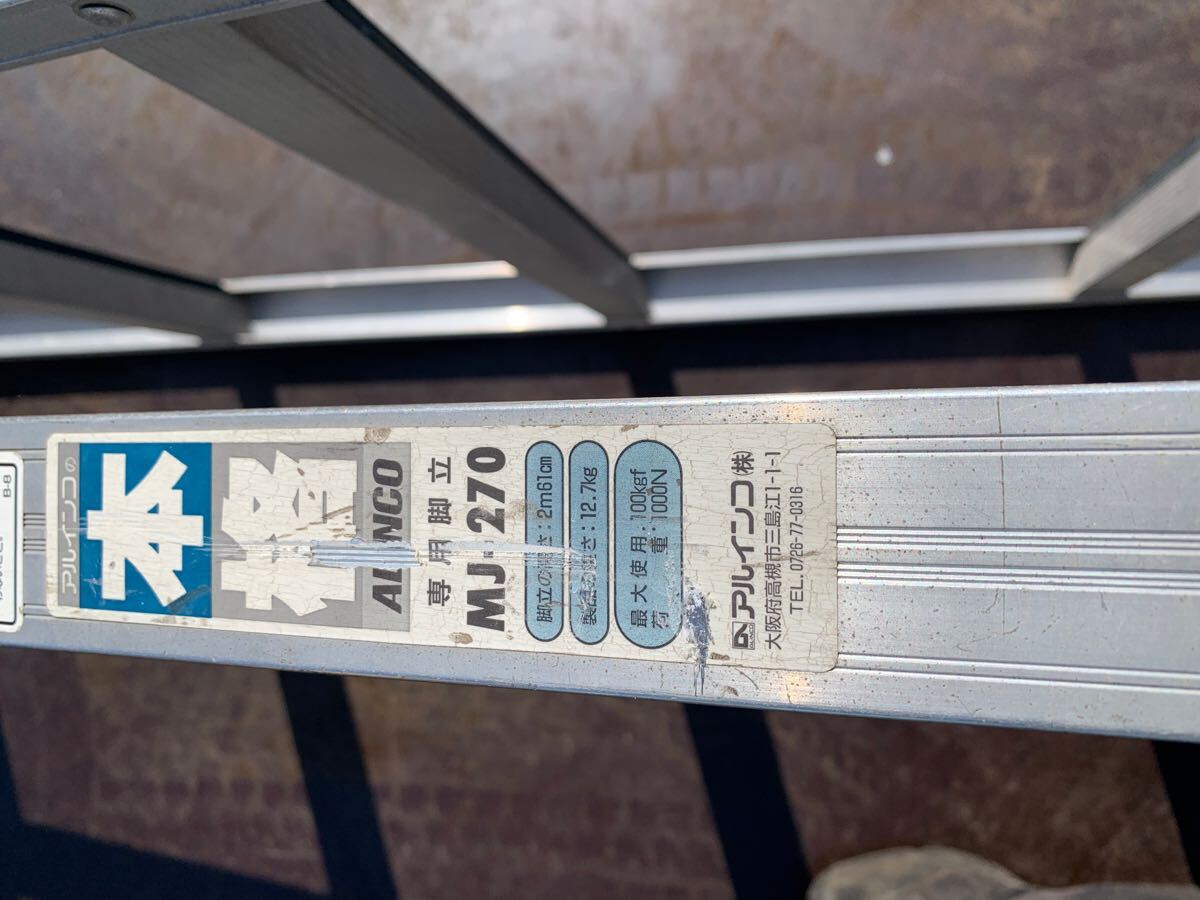 アルインコの
本格
ALINCO
専用脚立
MJ-270
脚立の高さ:2m61cm
製品の重さ:12.7kg
最大使用:100kgf
荷重:1000N
アルインコ(株)
大阪府高槻市三島江1-1-1
TEL.0726-77-0316
B-8